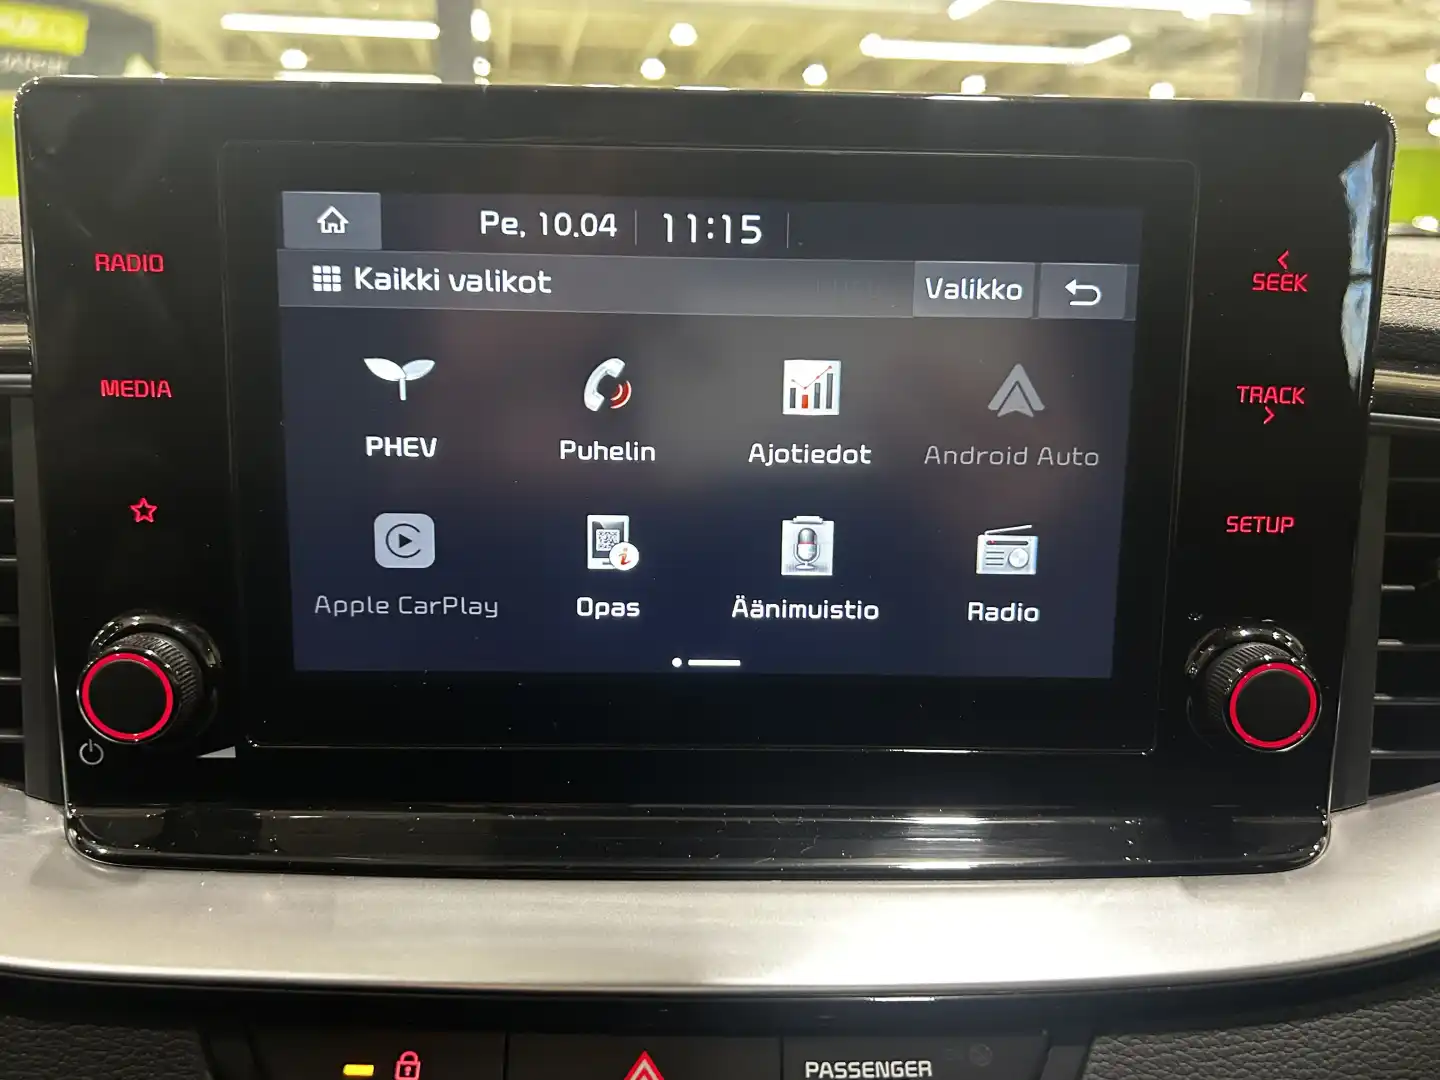 Pe, 10.04 11:15
Kaikki valikot
Valikko
PHEV
Puhelin
Ajotiedot
Android Auto
Apple CarPlay
Opas
Äänimuistio
Radio
RADIO
MEDIA
SEEK
TRACK
SETUP
PASSENGER